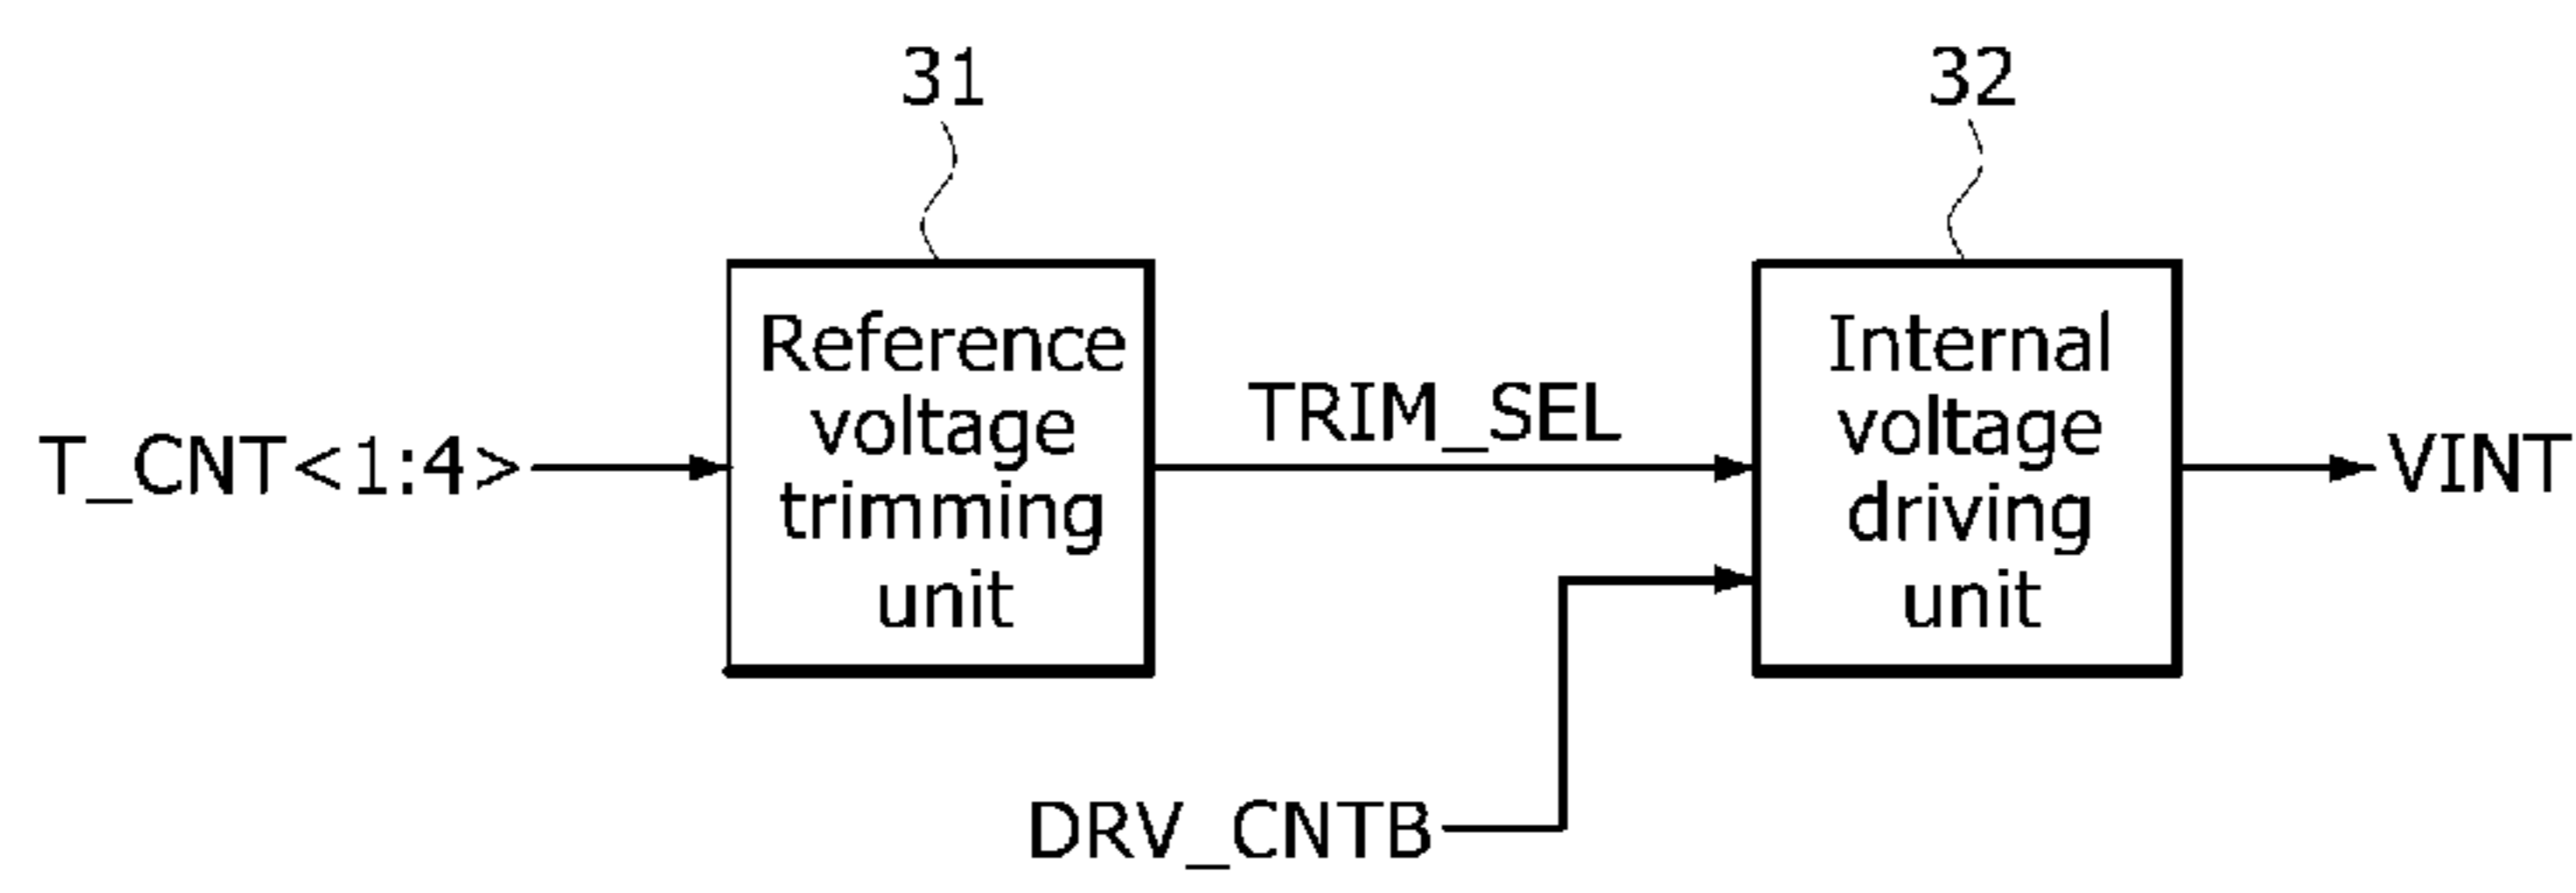 31
32
Reference
voltage
trimming
unit
Internal
voltage
driving
unit
T_CNT<1:4>
TRIM_SEL
VINT
DRV_CNTB